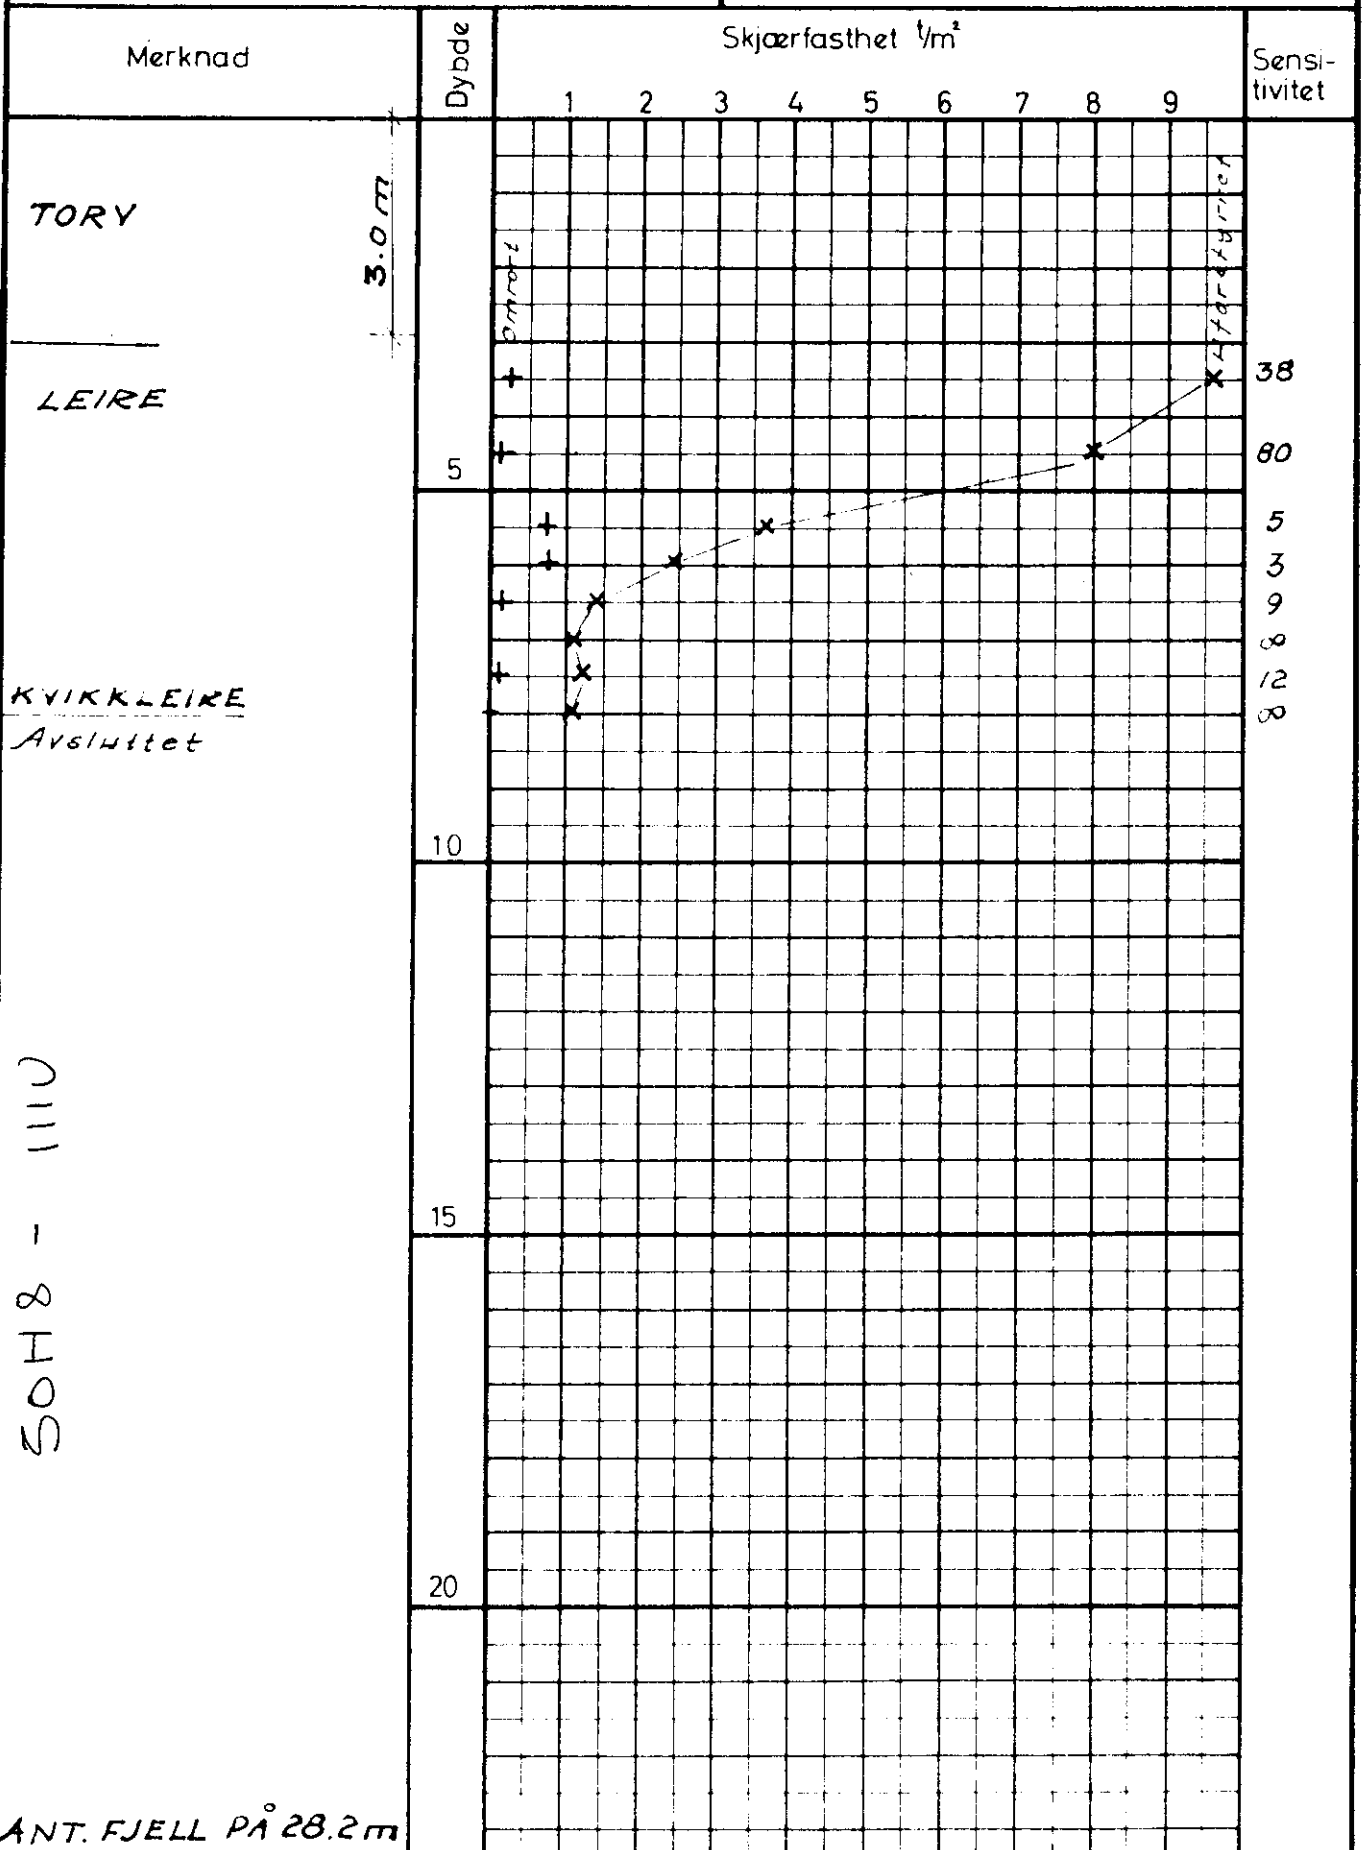 Merknad
Dybde
Skjærfasthet t/m²
Sensi-
tivitet
1 2 3 4 5 6 7 8 9
TORV
3.0 m
omrørt
uforstyrret
LEIRE
38
80
5
5
3
9
∞
12
KVIKKLEIRE
∞
Avsluttet
10
15
20
50H8 - 111U
ANT. FJELL PÅ 28.2 m